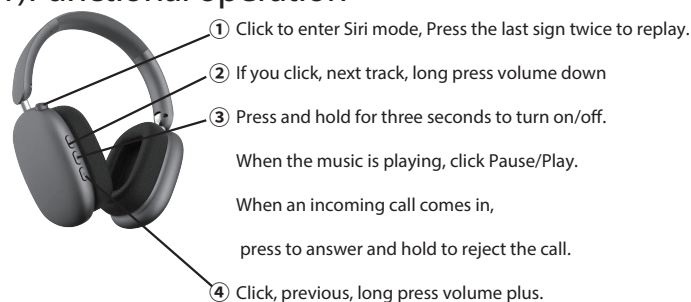 ① Click to enter Siri mode, Press the last sign twice to replay.
② If you click, next track, long press volume down
③ Press and hold for three seconds to turn on/off.
When the music is playing, click Pause/Play.
When an incoming call comes in,
press to answer and hold to reject the call.
④ Click, previous, long press volume plus.